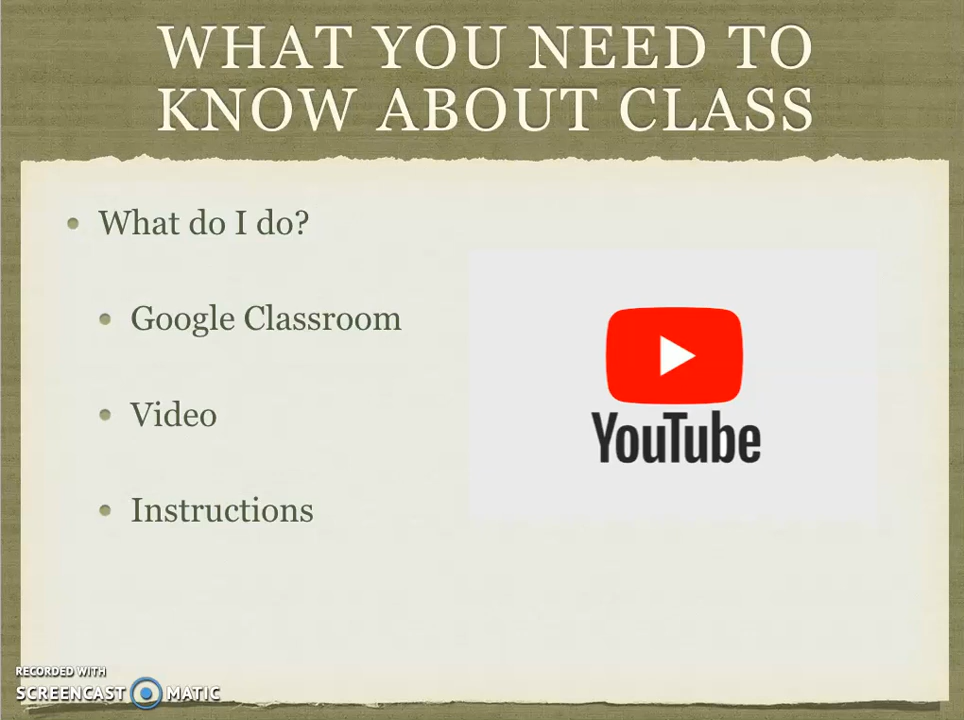 WHAT YOU NEED TO
KNOW ABOUT CLASS
What do I do?
Google Classroom
Video
Instructions
YouTube
RECORDED WITH
SCREENCAST MATIC